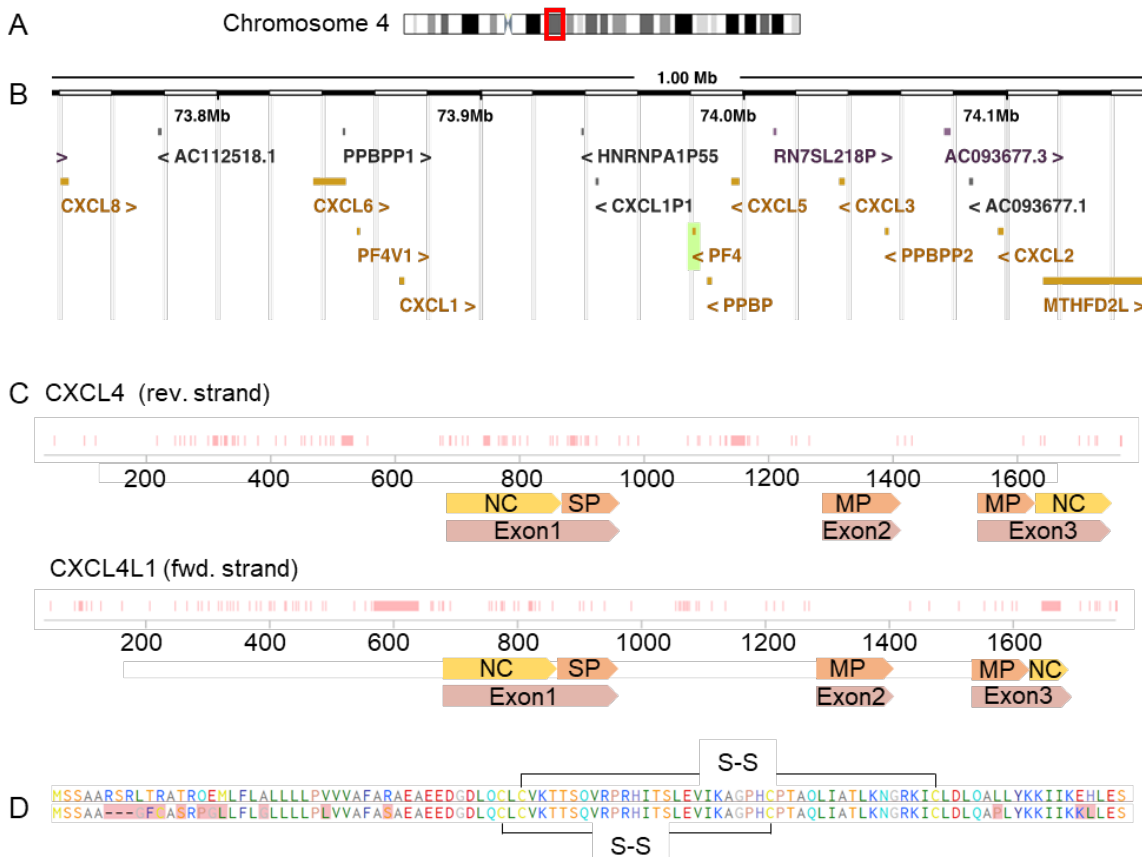 A
Chromosome 4
B
1.00 Mb
73.8Mb 73.9Mb 74.0Mb 74.1Mb
> < AC112518.1 PPBPP1 > < HNRNPA1P55 RN7SL218P > AC093677.3 >
CXCL8 > CXCL6 > < CXCL1P1 < CXCL5 < CXCL3 < AC093677.1
PF4V1 > < PF4 < PPBPP2 < CXCL2
CXCL1 > < PPBP MTHFD2L >
C CXCL4 (rev. strand)
200 400 600 800 1000 1200 1400 1600
NC SP MP MP NC
Exon1 Exon2 Exon3
CXCL4L1 (fwd. strand)
200 400 600 800 1000 1200 1400 1600
NC SP MP MP NC
Exon1 Exon2 Exon3
S-S
D
MSSAARSRLTRATRQEMLFLALLLLPVVVAFARAEAEEDGDLQCLCVKTTSQVRPRHITSLEVIKAGPHCPTAQLIATLKNGRKICLDLQALLYKKIIKEHLES
MSSAA---GFRASRPGLLFLGLLLLPLVVAFASAEAEEDGDLQCLCVKTTSQVRPRHITSLEVIKAGPHCPTAQLIATLKNGRKICLDLQAPLYKKIIKKLLES
S-S